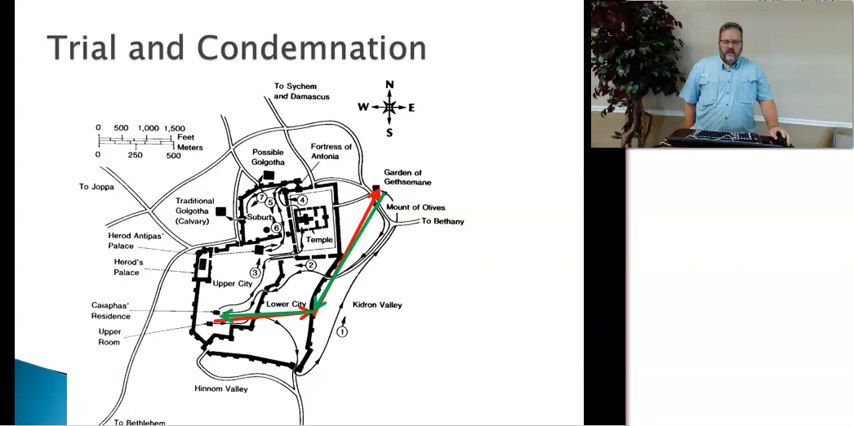 Trial and Condemnation
To Sychem
and Damascus
N
W
E
S
0 500 1,000 1,500
Feet
Meters
0 250 500
Possible
Golgotha
Fortress of
Antonia
Garden of
Gethsemane
To Joppa
Traditional
Golgotha
(Calvary)
7
5
4
Suburb
6
Mount of Olives
To Bethany
Herod Antipas'
Palace
Temple
Herod's
Palace
3
2
Upper City
Caiaphas'
Residence
Lower City
Kidron Valley
Upper
Room
1
Hinnom Valley
To Bethlehem